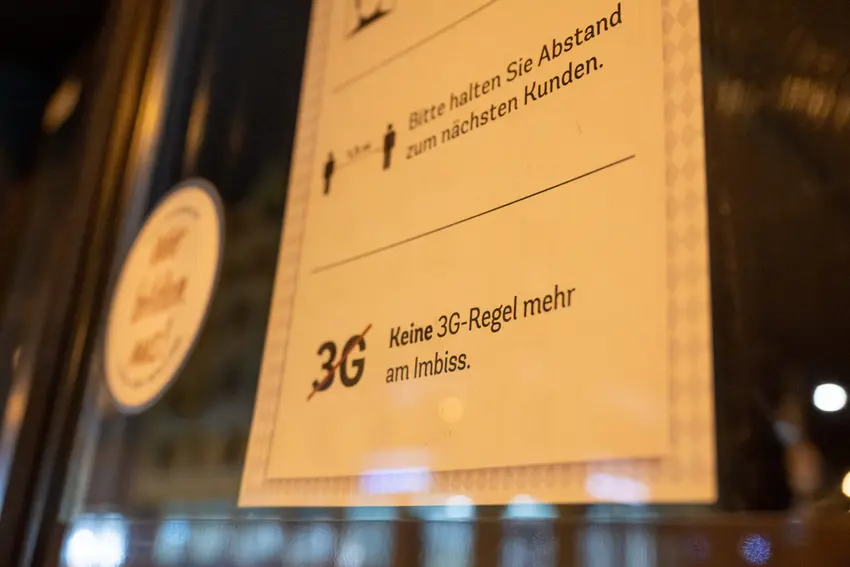 Bitte halten Sie Abstand
zum nächsten Kunden.
3G
Keine 3G-Regel mehr
am Imbiss.